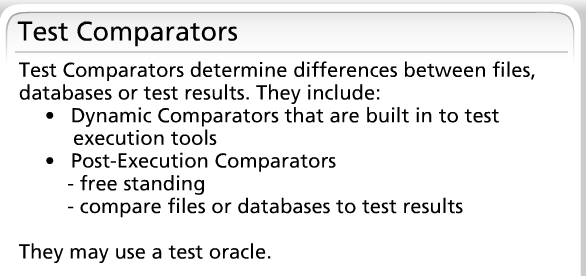 Test Comparators
Test Comparators determine differences between files,
databases or test results. They include:
• Dynamic Comparators that are built in to test
execution tools
• Post-Execution Comparators
- free standing
- compare files or databases to test results
They may use a test oracle.